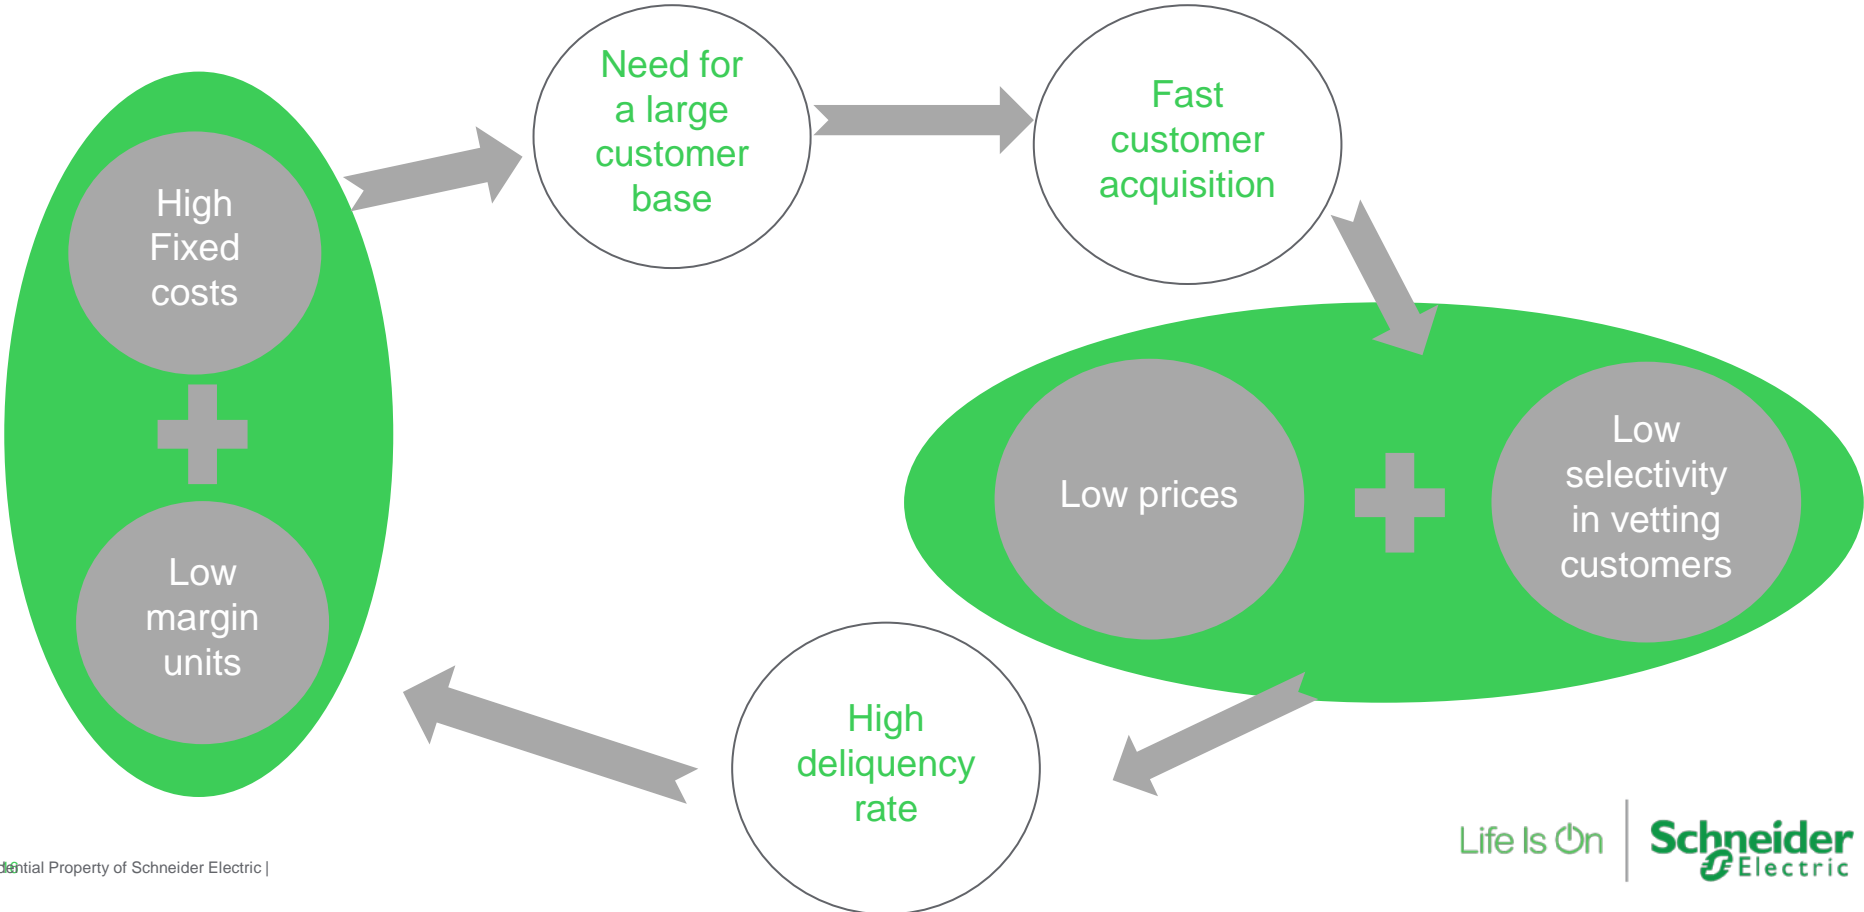 High
Fixed
costs
Low
margin
units
Need for
a large
customer
base
Fast
customer
acquisition
Low prices
Low
selectivity
in vetting
customers
High
deliquency
rate
Property of Schneider Electric |
Life Is On
Schneider
Electric